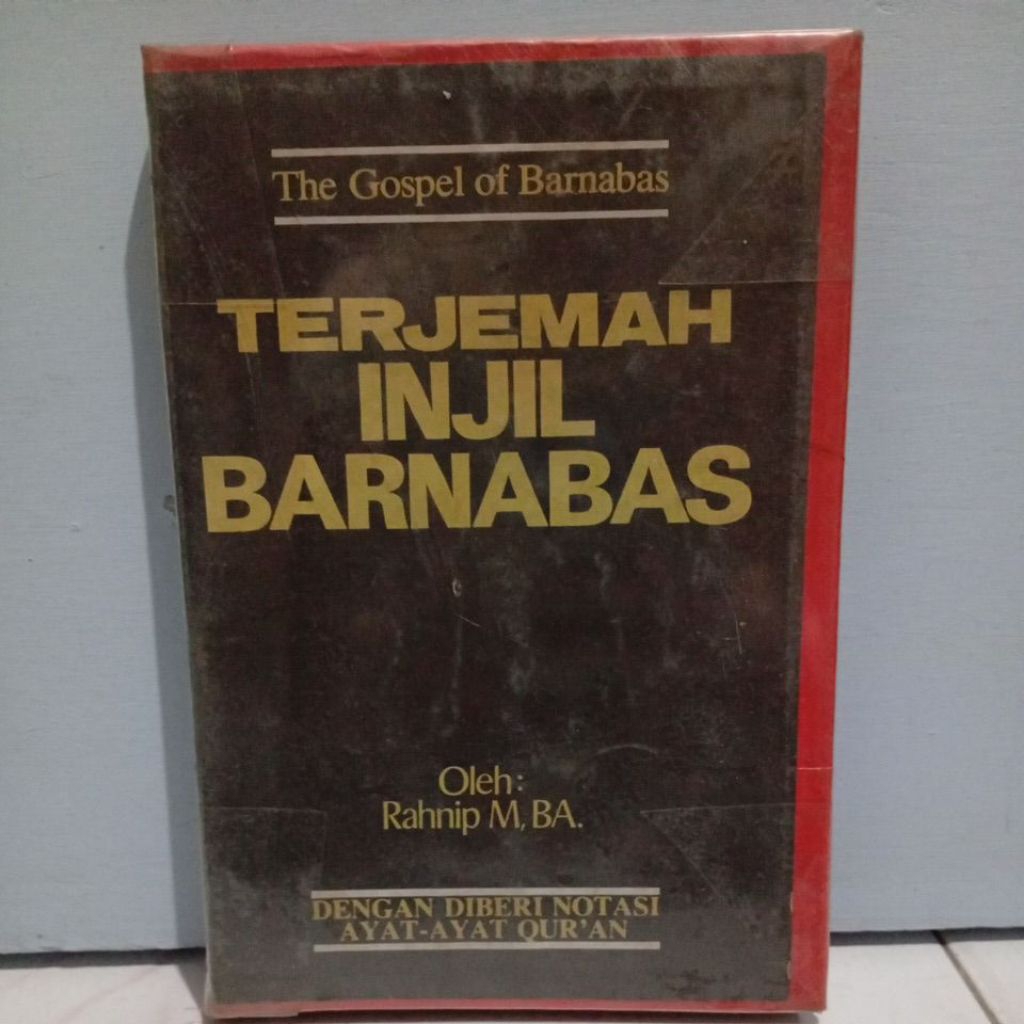 The Gospel of Barnabas
TERJEMAH
INJIL
BARNABAS
Oleh:
Rahnip M, BA.
DENGAN DIBERI NOTASI
AYAT-AYAT QUR'AN